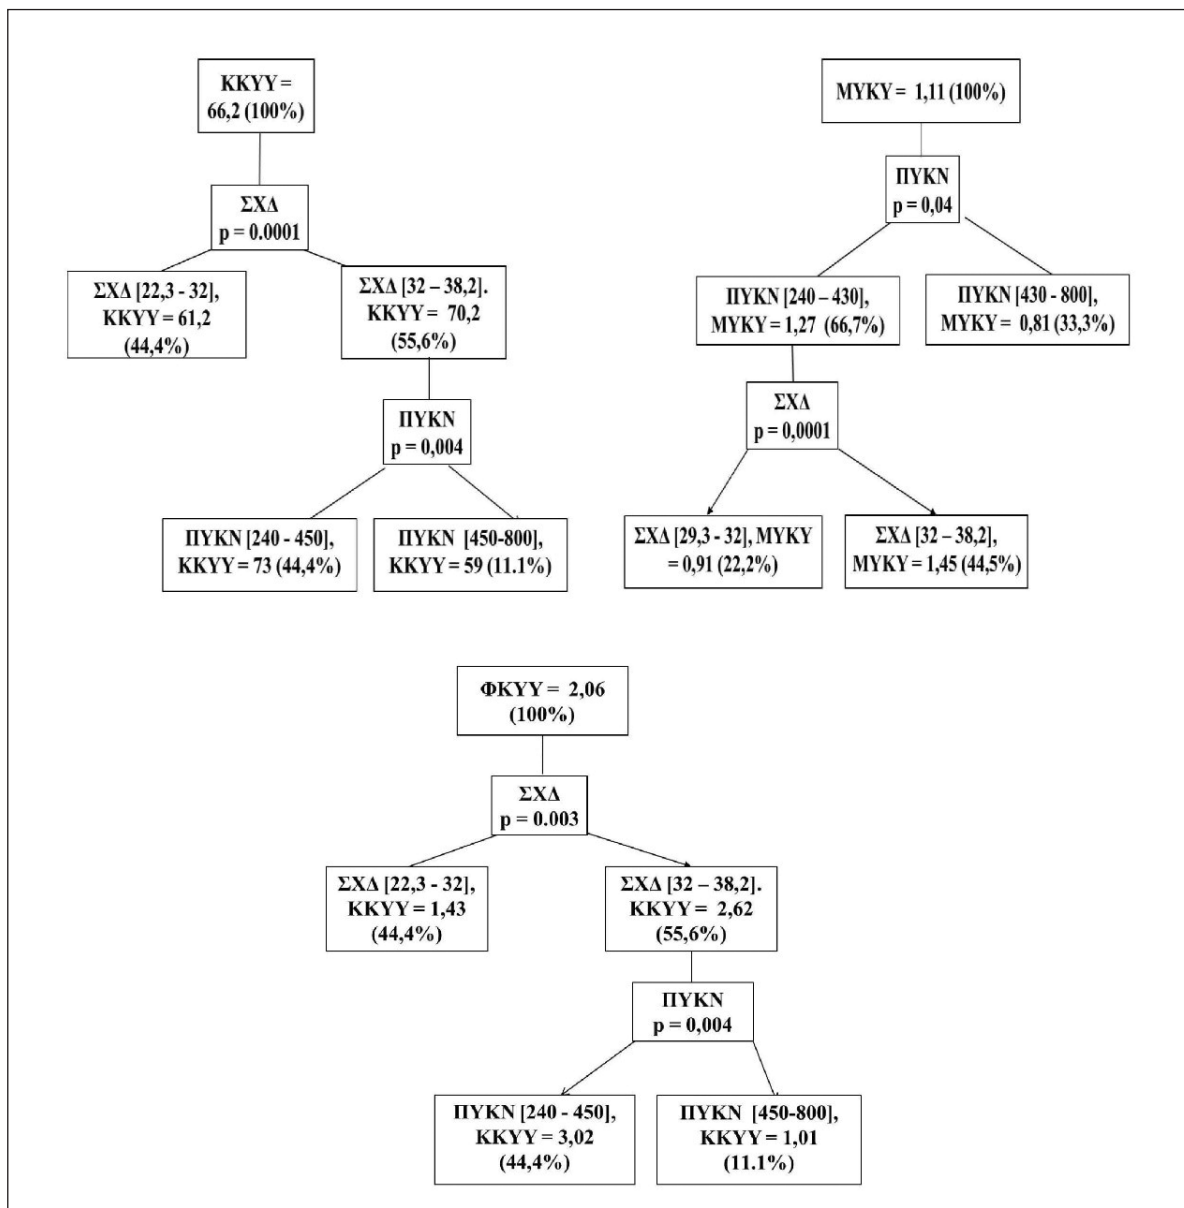 ΚΚΥΥ =
66,2 (100%)
ΣΧΔ
p = 0.0001
ΣΧΔ [22,3 - 32],
ΚΚΥΥ = 61,2
(44,4%)
ΣΧΔ [32 – 38,2].
ΚΚΥΥ = 70,2
(55,6%)
ΠΥΚΝ
p = 0,004
ΠΥΚΝ [240 - 450],
ΚΚΥΥ = 73 (44,4%)
ΠΥΚΝ [450-800],
ΚΚΥΥ = 59 (11.1%)
ΜΥΚΥ = 1,11 (100%)
ΠΥΚΝ
p = 0,04
ΠΥΚΝ [240 – 430],
ΜΥΚΥ = 1,27 (66,7%)
ΠΥΚΝ [430 - 800],
ΜΥΚΥ = 0,81 (33,3%)
ΣΧΔ
p = 0,0001
ΣΧΔ [29,3 - 32], ΜΥΚΥ
= 0,91 (22,2%)
ΣΧΔ [32 – 38,2],
ΜΥΚΥ = 1,45 (44,5%)
ΦΚΥΥ = 2,06
(100%)
ΣΧΔ
p = 0.003
ΣΧΔ [22,3 - 32],
ΚΚΥΥ = 1,43
(44,4%)
ΣΧΔ [32 – 38,2].
ΚΚΥΥ = 2,62
(55,6%)
ΠΥΚΝ
p = 0,004
ΠΥΚΝ [240 - 450],
ΚΚΥΥ = 3,02
(44,4%)
ΠΥΚΝ [450-800],
ΚΚΥΥ = 1,01
(11.1%)